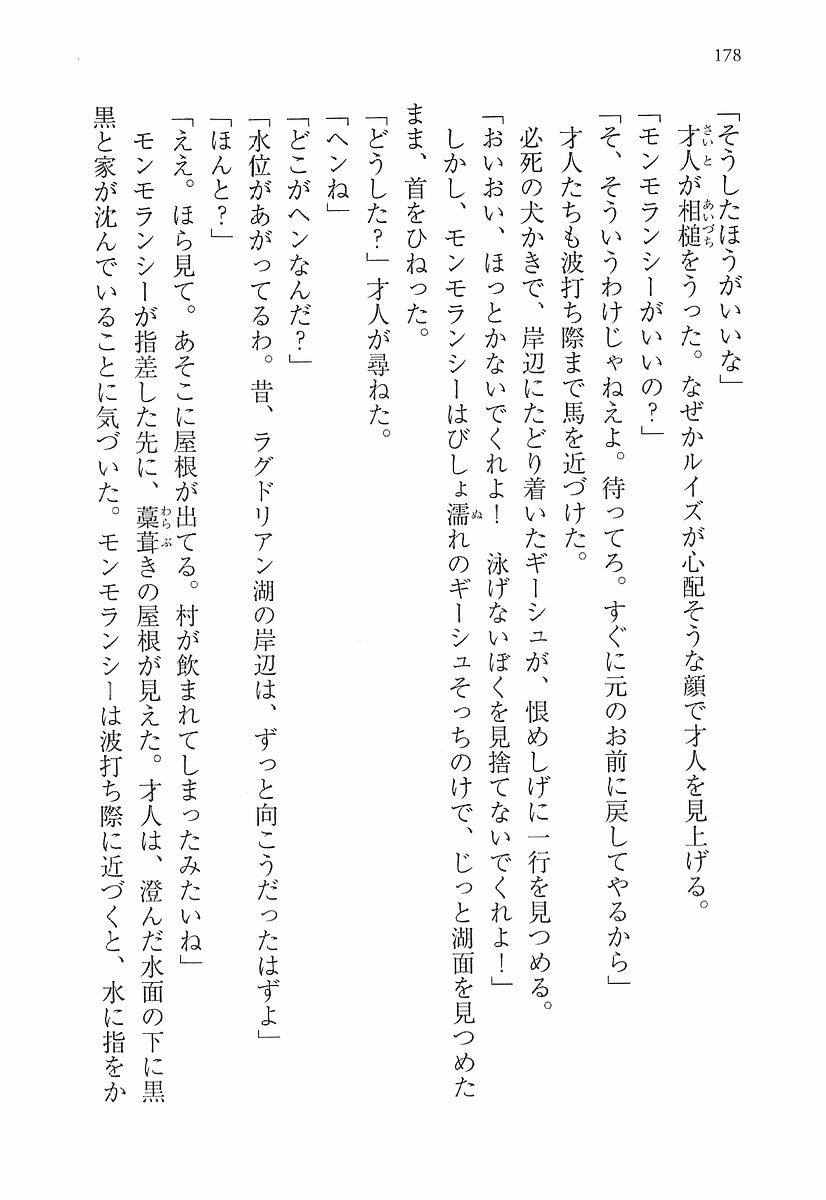 178
「そうしたほうがいいな」
才人が相槌をうった。なぜかルイズが心配そうな顔で才人を見上げる。
「モンモランシーがいいの？」
「そ、そういうわけじゃねえよ。待ってろ。すぐに元のお前に戻してやるから」
才人たちも波打ち際まで馬を近づけた。
必死の犬かきで、岸辺にたどり着いたギーシュが、恨めしげに一行を見つめる。
「おいおい、ほっとかないでくれよ！　泳げないぼくを見捨てないでくれよ！」
しかし、モンモランシーはびしょ濡れのギーシュそっちのけで、じっと湖面を見つめた
まま、首をひねった。
「どうした？」才人が尋ねた。
「ヘンね」
「どこがヘンなんだ？」
「水位があがってるわ。昔、ラグドリアン湖の岸辺は、ずっと向こうだったはずよ」
「ほんと？」
「ええ。ほら見て。あそこに屋根が出てる。村が飲まれてしまったみたいね」
モンモランシーが指差した先に、藁葺きの屋根が見えた。才人は、澄んだ水面の下に黒
黒と家が沈んでいることに気づいた。モンモランシーは波打ち際に近づくと、水に指をか